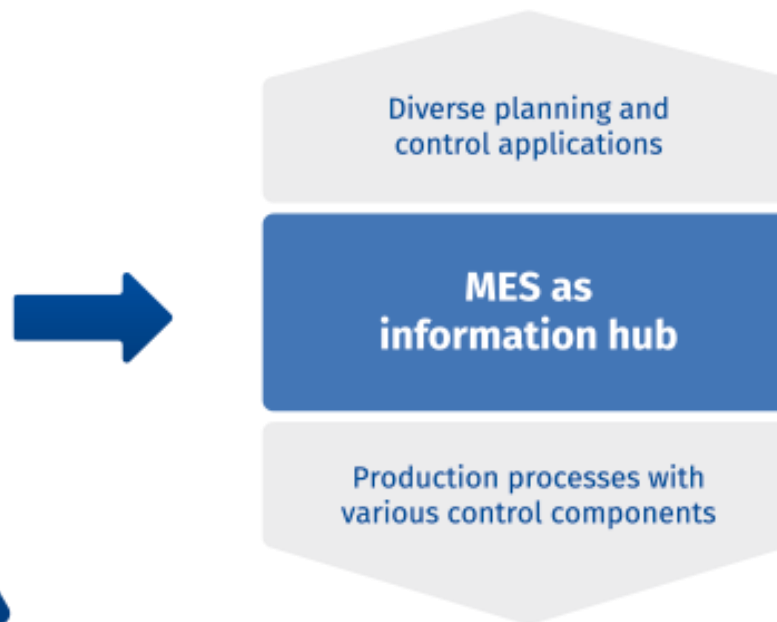 Diverse planning and
control applications
MES as
information hub
Production processes with
various control components